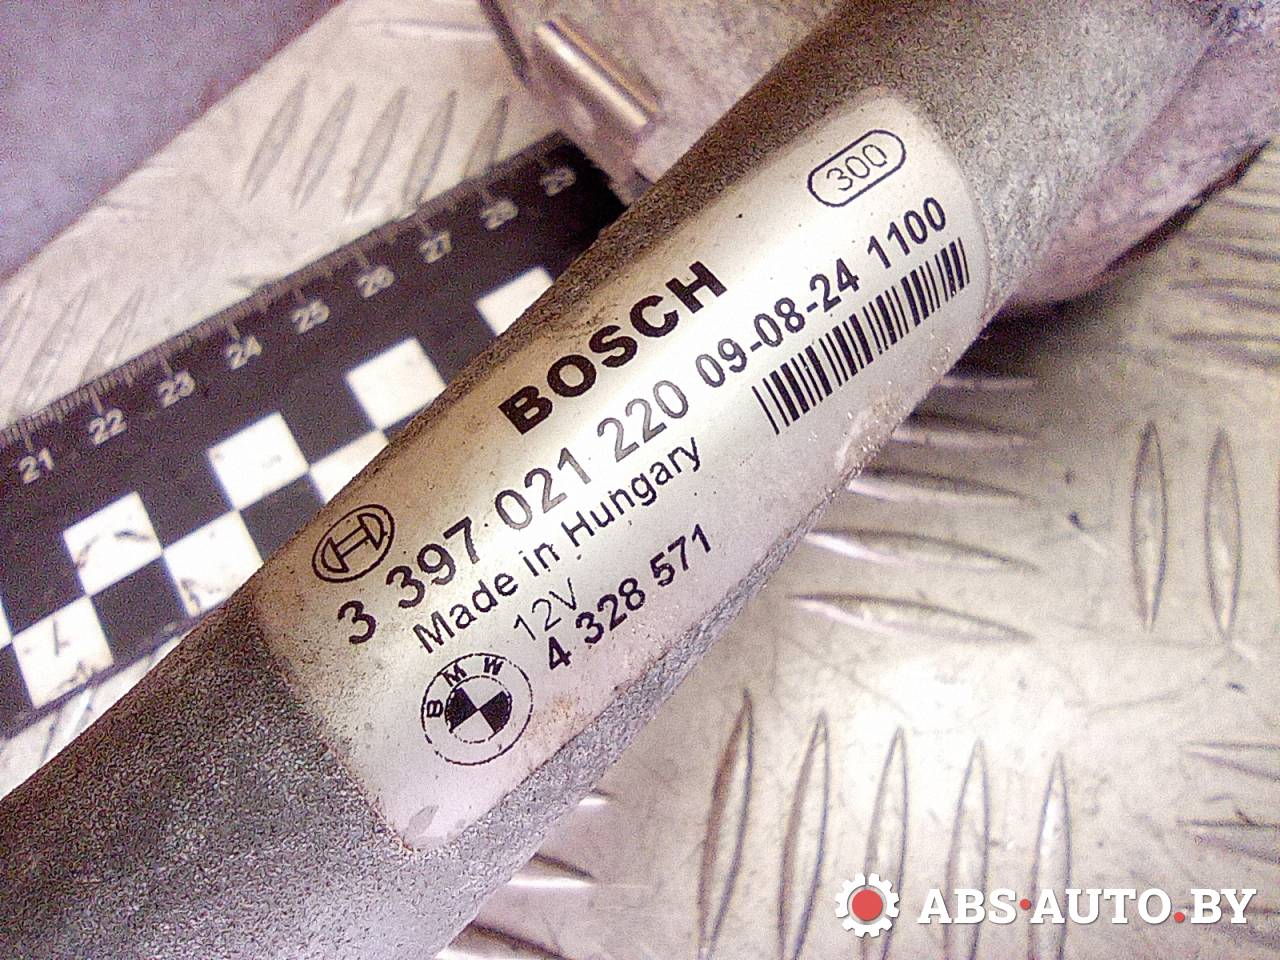 300
BOSCH
3 397 021 220 09-08-24 1100
Made in Hungary
12V
4 328 571
BMW
21 22 23 24 25 26 27 28 29
ABS·AUTO.BY